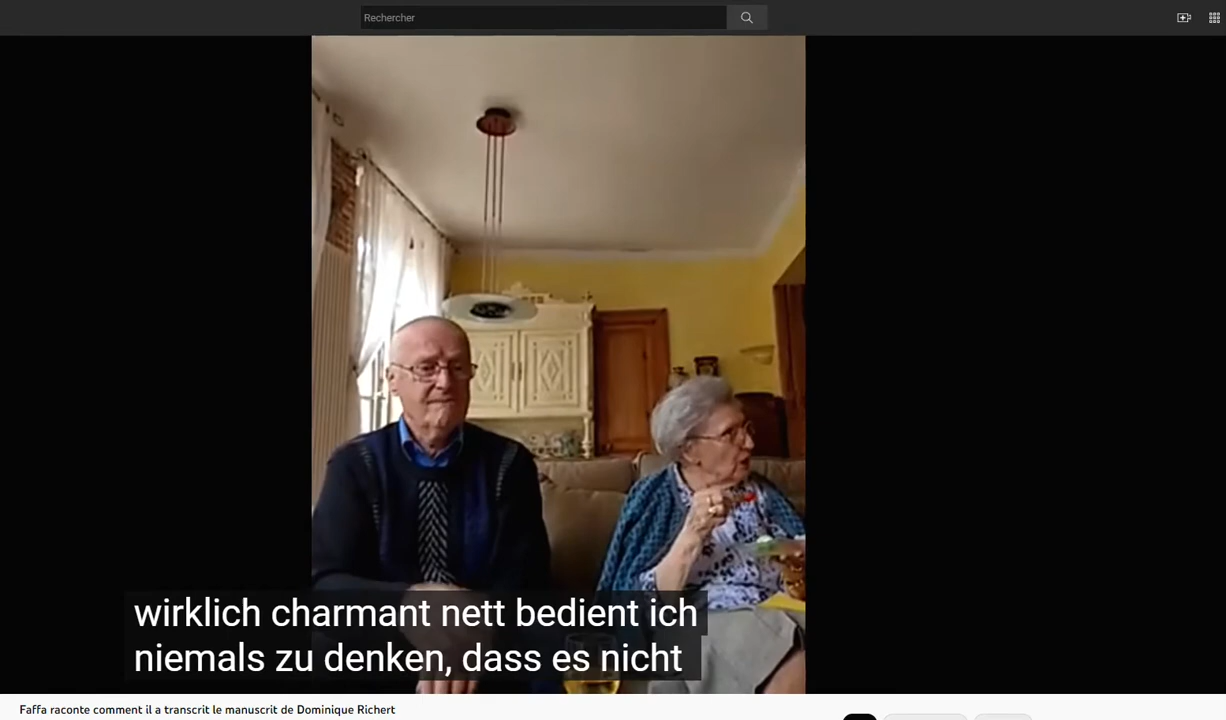 Rechercher
wirklich charmant nett bedient ich
niemals zu denken, dass es nicht
Faffa raconte comment il a transcrit le manuscrit de Dominique Richert